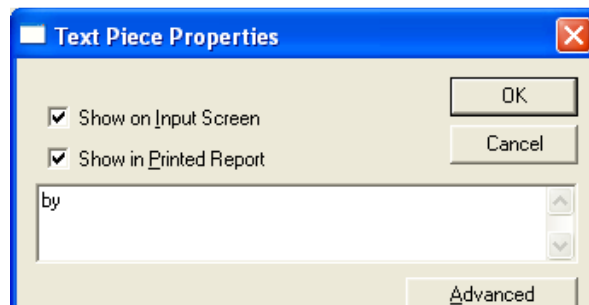 Text Piece Properties
OK
Show on Input Screen
Cancel
Show in Printed Report
by
Advanced